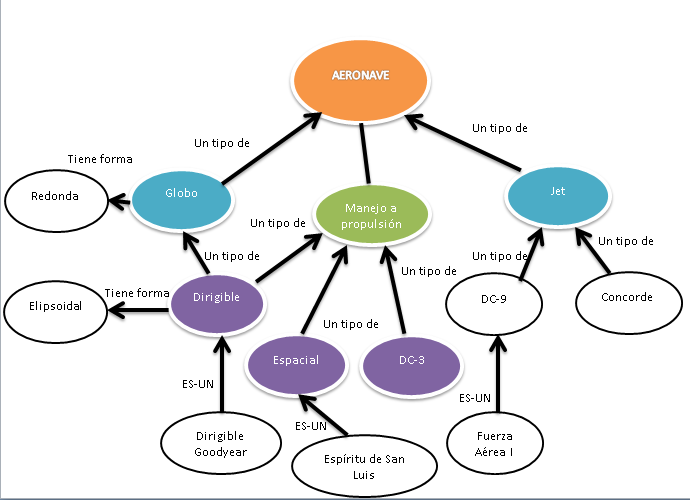 AERONAVE
Un tipo de
Un tipo de
Tiene forma
Redonda
Globo
Manejo a
propulsión
Jet
Un tipo de
Un tipo de
Un tipo de
Un tipo de
Un tipo de
Elipsoidal
Tiene forma
Dirigible
DC-9
Concorde
Un tipo de
Espacial
DC-3
ES-UN
ES-UN
ES-UN
Dirigible
Goodyear
Espíritu de San
Luis
Fuerza
Aérea I